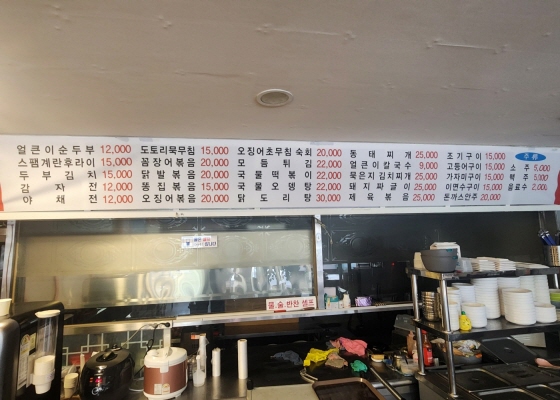 얼큰이순두부 12,000
스팸계란후라이 15,000
두부김치 15,000
감자전 12,000
야채전 12,000
도토리묵무침 15,000
꼼장어볶음 20,000
닭발볶음 20,000
똥집볶음 15,000
오징어볶음 20,000
오징어초무침숙회 20,000
모듬튀김 22,000
국물떡볶이 22,000
국물오뎅탕 22,000
닭도리탕 30,000
동태찌개 25,000
얼큰이칼국수 9,000
묵은지김치찌개 25,000
돼지짜글이 25,000
제육볶음 25,000
조기구이 15,000
고등어구이 15,000
가자미구이 15,000
이면수구이 15,000
돈까스안주 20,000
주류
소주 5,000
맥주 5,000
음료수 2,000
물.술.반찬 셀프